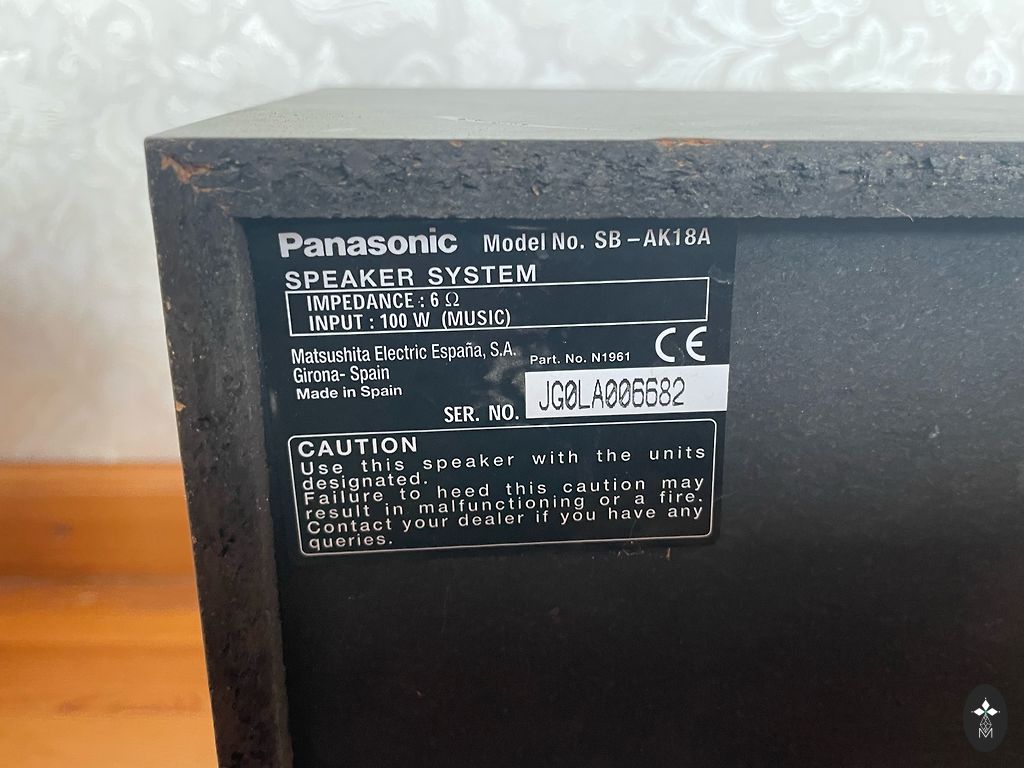 Panasonic Model No. SB-AK18A
SPEAKER SYSTEM
IMPEDANCE : 6 Ω
INPUT : 100 W (MUSIC)
Matsushita Electric España, S.A. Part. No. N1961 CE
Girona- Spain
Made in Spain
SER. NO. JG0LA006682
CAUTION
Use this speaker with the units
designated.
Failure to heed this caution may
result in malfunctioning or a fire.
Contact your dealer if you have any
queries.
M